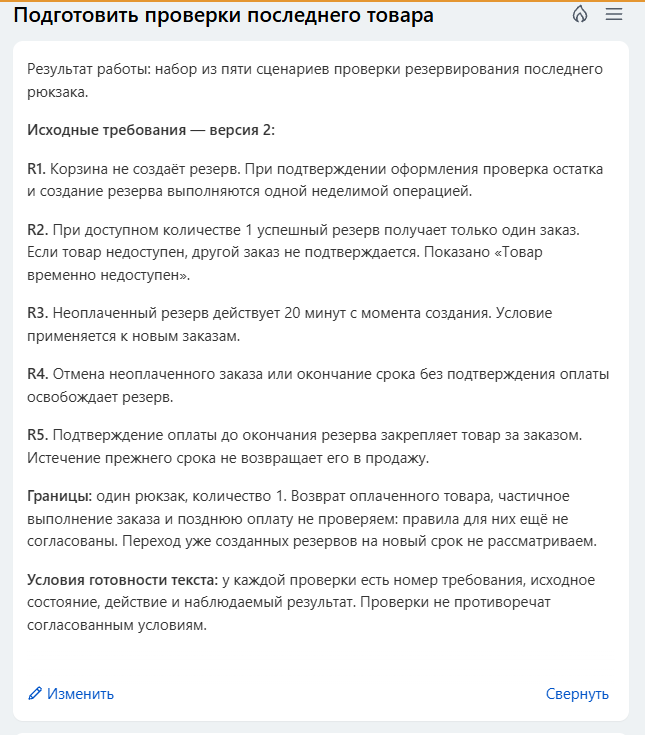 Подготовить проверки последнего товара
Результат работы: набор из пяти сценариев проверки резервирования последнего
рюкзака.
Исходные требования — версия 2:
R1. Корзина не создаёт резерв. При подтверждении оформления проверка остатка
и создание резерва выполняются одной неделимой операцией.
R2. При доступном количестве 1 успешный резерв получает только один заказ.
Если товар недоступен, другой заказ не подтверждается. Показано «Товар
временно недоступен».
R3. Неоплаченный резерв действует 20 минут с момента создания. Условие
применяется к новым заказам.
R4. Отмена неоплаченного заказа или окончание срока без подтверждения оплаты
освобождает резерв.
R5. Подтверждение оплаты до окончания резерва закрепляет товар за заказом.
Истечение прежнего срока не возвращает его в продажу.
Границы: один рюкзак, количество 1. Возврат оплаченного товара, частичное
выполнение заказа и позднюю оплату не проверяем: правила для них ещё не
согласованы. Переход уже созданных резервов на новый срок не рассматриваем.
Условия готовности текста: у каждой проверки есть номер требования, исходное
состояние, действие и наблюдаемый результат. Проверки не противоречат
согласованным условиям.
Изменить
Свернуть